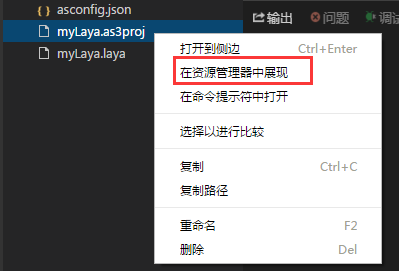 { } asconfig.json
输出
问题
调试
myLaya.as3proj
myLaya.laya
打开到侧边 Ctrl+Enter
在资源管理器中展现
在命令提示符中打开
选择以进行比较
复制 Ctrl+C
复制路径
重命名 F2
删除 Del